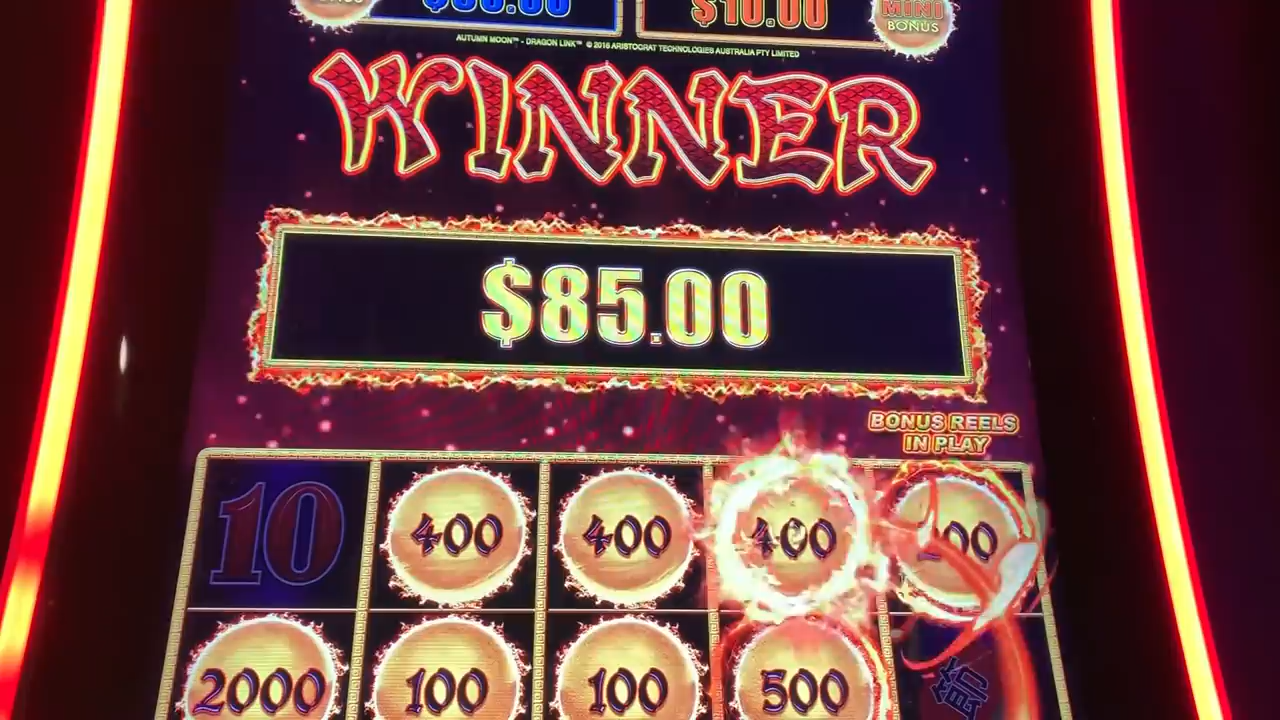 $10.00
MINI
BONUS
AUTUMN MOON™ - DRAGON LINK™ © 2016 ARISTOCRAT TECHNOLOGIES AUSTRALIA PTY LIMITED
WINNER
$85.00
BONUS REELS
IN PLAY
10 400 400 400
2000 100 100 500